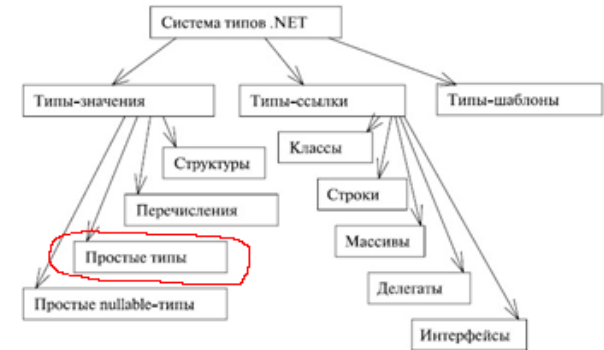 Система типов .NET
Типы-значения
Типы-ссылки
Типы-шаблоны
Структуры
Перечисления
Простые типы
Простые nullable-типы
Классы
Строки
Массивы
Делегаты
Интерфейсы